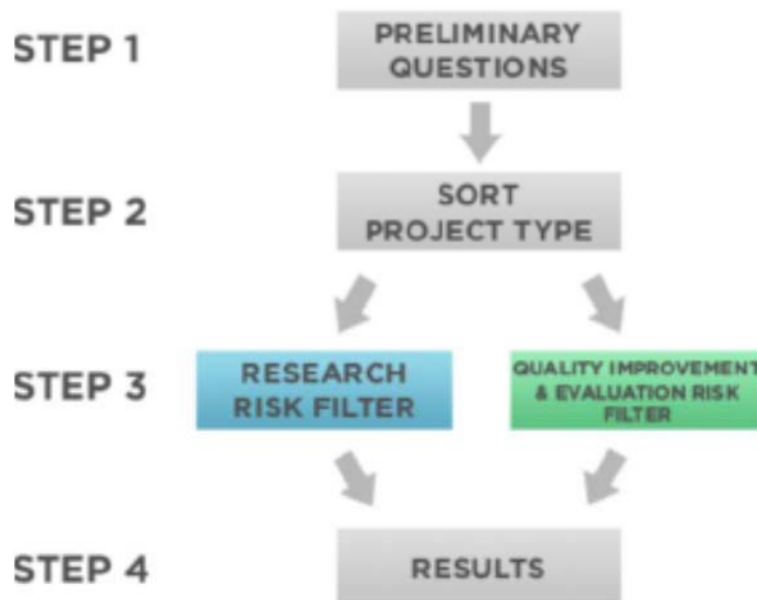 STEP 1
PRELIMINARY
QUESTIONS
STEP 2
SORT
PROJECT TYPE
STEP 3
RESEARCH
RISK FILTER
QUALITY IMPROVEMENT
& EVALUATION RISK
FILTER
STEP 4
RESULTS